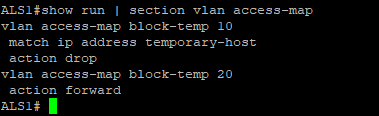 ALS1#show run | section vlan access-map
vlan access-map block-temp 10
 match ip address temporary-host
 action drop
vlan access-map block-temp 20
 action forward
ALS1#